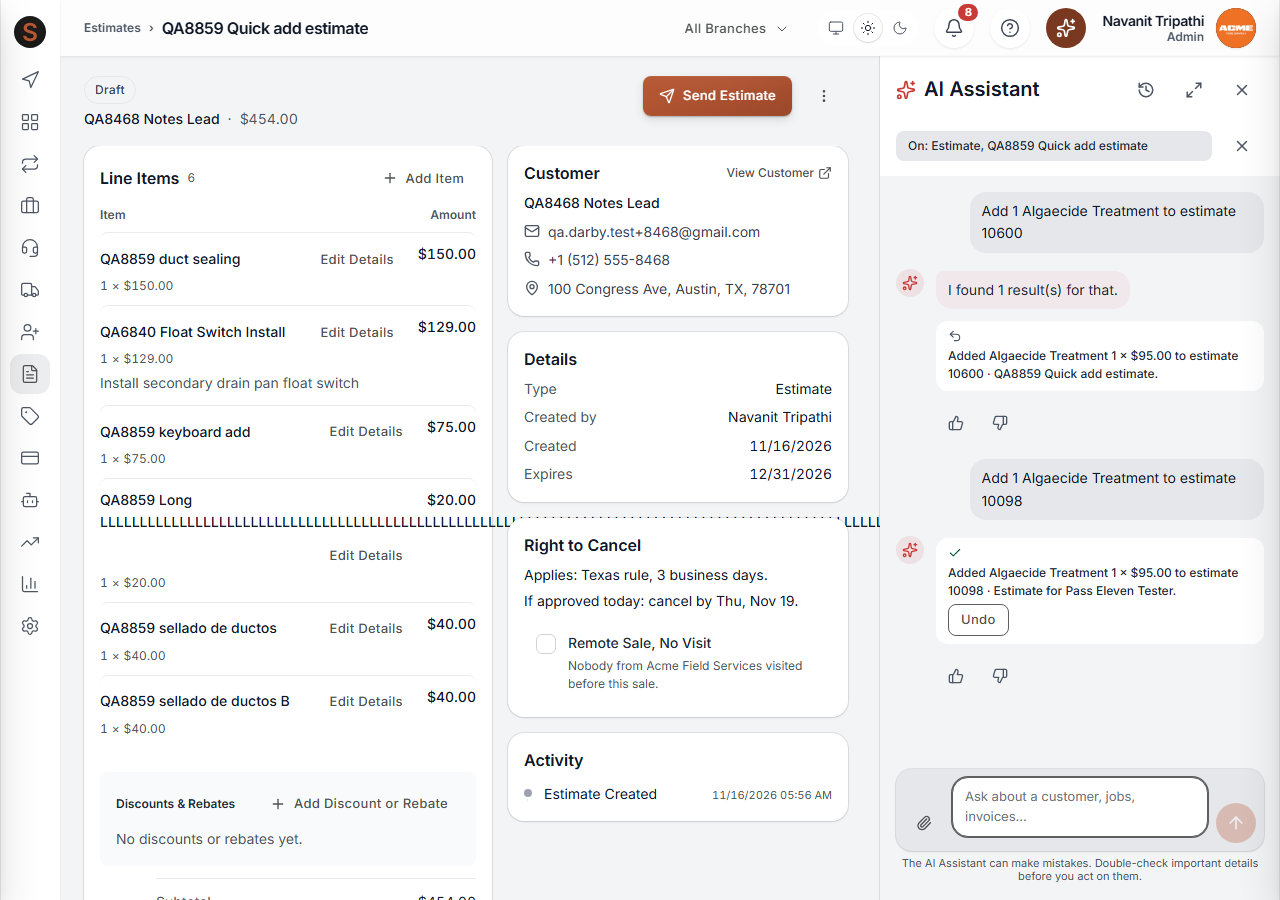 S
Estimates › QA8859 Quick add estimate
All Branches
8
Navanit Tripathi
Admin
ACME
Draft
QA8468 Notes Lead · $454.00
Send Estimate
Line Items 6
Add Item
Item Amount
QA8859 duct sealing Edit Details $150.00
1 × $150.00
QA6840 Float Switch Install Edit Details $129.00
1 × $129.00
Install secondary drain pan float switch
QA8859 keyboard add Edit Details $75.00
1 × $75.00
QA8859 Long $20.00
Edit Details
1 × $20.00
QA8859 sellado de ductos Edit Details $40.00
1 × $40.00
QA8859 sellado de ductos B Edit Details $40.00
1 × $40.00
Discounts & Rebates Add Discount or Rebate
No discounts or rebates yet.
Subtotal $454.00
Customer View Customer
QA8468 Notes Lead
qa.darby.test+8468@gmail.com
+1 (512) 555-8468
100 Congress Ave, Austin, TX, 78701
Details
Type Estimate
Created by Navanit Tripathi
Created 11/16/2026
Expires 12/31/2026
Right to Cancel
Applies: Texas rule, 3 business days.
If approved today: cancel by Thu, Nov 19.
Remote Sale, No Visit
Nobody from Acme Field Services visited
before this sale.
Activity
Estimate Created 11/16/2026 05:56 AM
AI Assistant
On: Estimate, QA8859 Quick add estimate
Add 1 Algaecide Treatment to estimate
10600
I found 1 result(s) for that.
Added Algaecide Treatment 1 × $95.00 to estimate
10600 · QA8859 Quick add estimate.
Add 1 Algaecide Treatment to estimate
10098
Added Algaecide Treatment 1 × $95.00 to estimate
10098 · Estimate for Pass Eleven Tester.
Undo
Ask about a customer, jobs,
invoices...
The AI Assistant can make mistakes. Double-check important details
before you act on them.